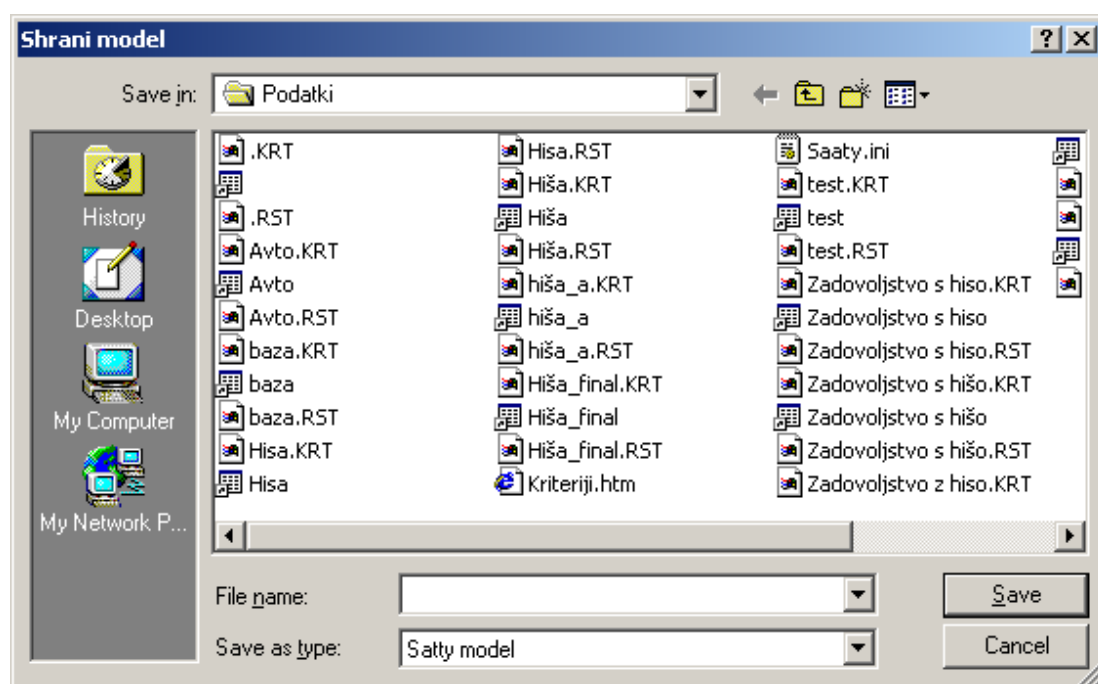 Shrani model
Save in: Podatki
History
Desktop
My Computer
My Network P...
.KRT
.RST
Avto.KRT
Avto
Avto.RST
baza.KRT
baza
baza.RST
Hisa.KRT
Hisa
Hisa.RST
Hiša.KRT
Hiša
Hiša.RST
hiša_a.KRT
hiša_a
hiša_a.RST
Hiša_final.KRT
Hiša_final
Hiša_final.RST
Kriteriji.htm
Saaty.ini
test.KRT
test
test.RST
Zadovoljstvo s hiso.KRT
Zadovoljstvo s hiso
Zadovoljstvo s hiso.RST
Zadovoljstvo s hišo.KRT
Zadovoljstvo s hišo
Zadovoljstvo s hišo.RST
Zadovoljstvo z hiso.KRT
File name:
Save
Save as type: Satty model
Cancel